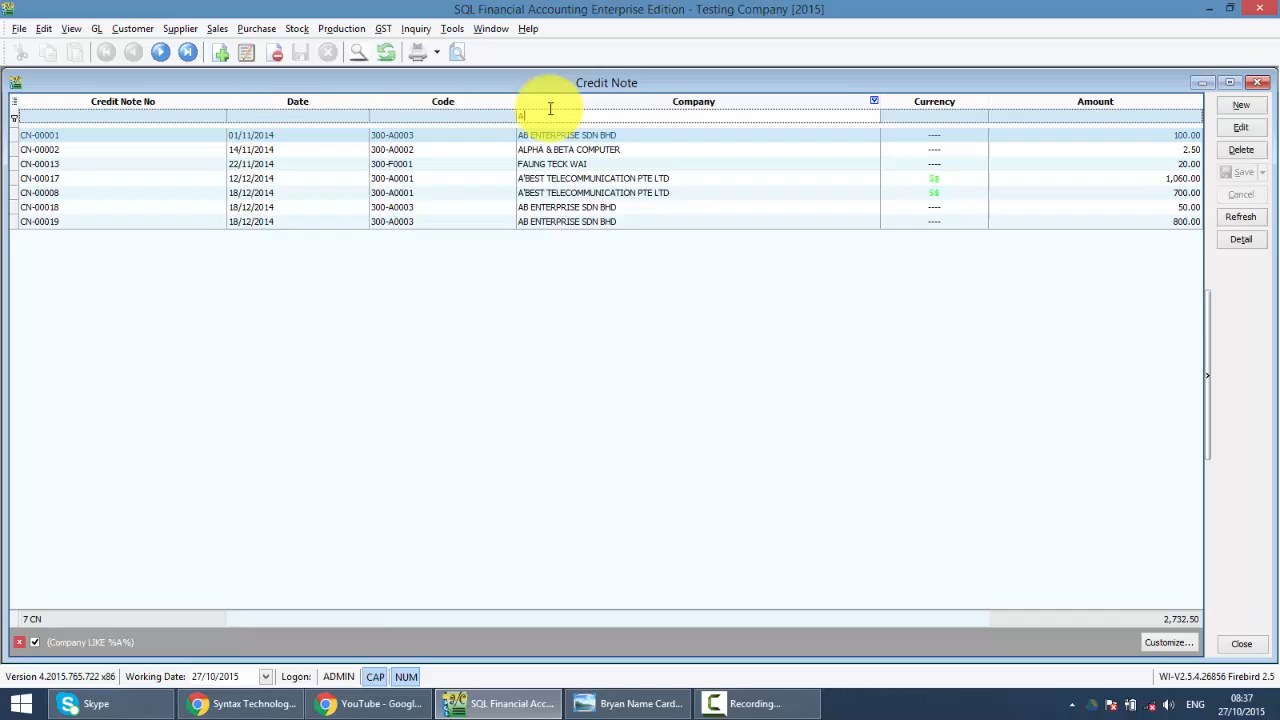 SQL Financial Accounting Enterprise Edition - Testing Company [2015]
File Edit View GL Customer Supplier Sales Purchase Stock Production GST Inquiry Tools Window Help
Credit Note
Credit Note No Date Code Company Currency Amount
A
CN-00001 01/11/2014 300-A0003 AB ENTERPRISE SDN BHD ---- 100.00
CN-00002 14/11/2014 300-A0002 ALPHA & BETA COMPUTER ---- 2.50
CN-00013 22/11/2014 300-F0001 FAUNG TECK WAI ---- 20.00
CN-00017 12/12/2014 300-A0001 A'BEST TELECOMMUNICATION PTE LTD S$ 1,060.00
CN-00008 18/12/2014 300-A0001 A'BEST TELECOMMUNICATION PTE LTD S$ 700.00
CN-00018 18/12/2014 300-A0003 AB ENTERPRISE SDN BHD ---- 50.00
CN-00019 18/12/2014 300-A0003 AB ENTERPRISE SDN BHD ---- 800.00
New
Edit
Delete
Save
Cancel
Refresh
Detail
7 CN 2,732.50
(Company LIKE %A%) Customize...
Close
Version 4.2015.765.722 x86 Working Date: 27/10/2015 Logon: ADMIN CAP NUM WI-V2.5.4.26856 Firebird 2.5
Skype Syntax Technolog... YouTube - Googl... SQL Financial Acc... Bryan Name Card... Recording... ENG 08:37
27/10/2015